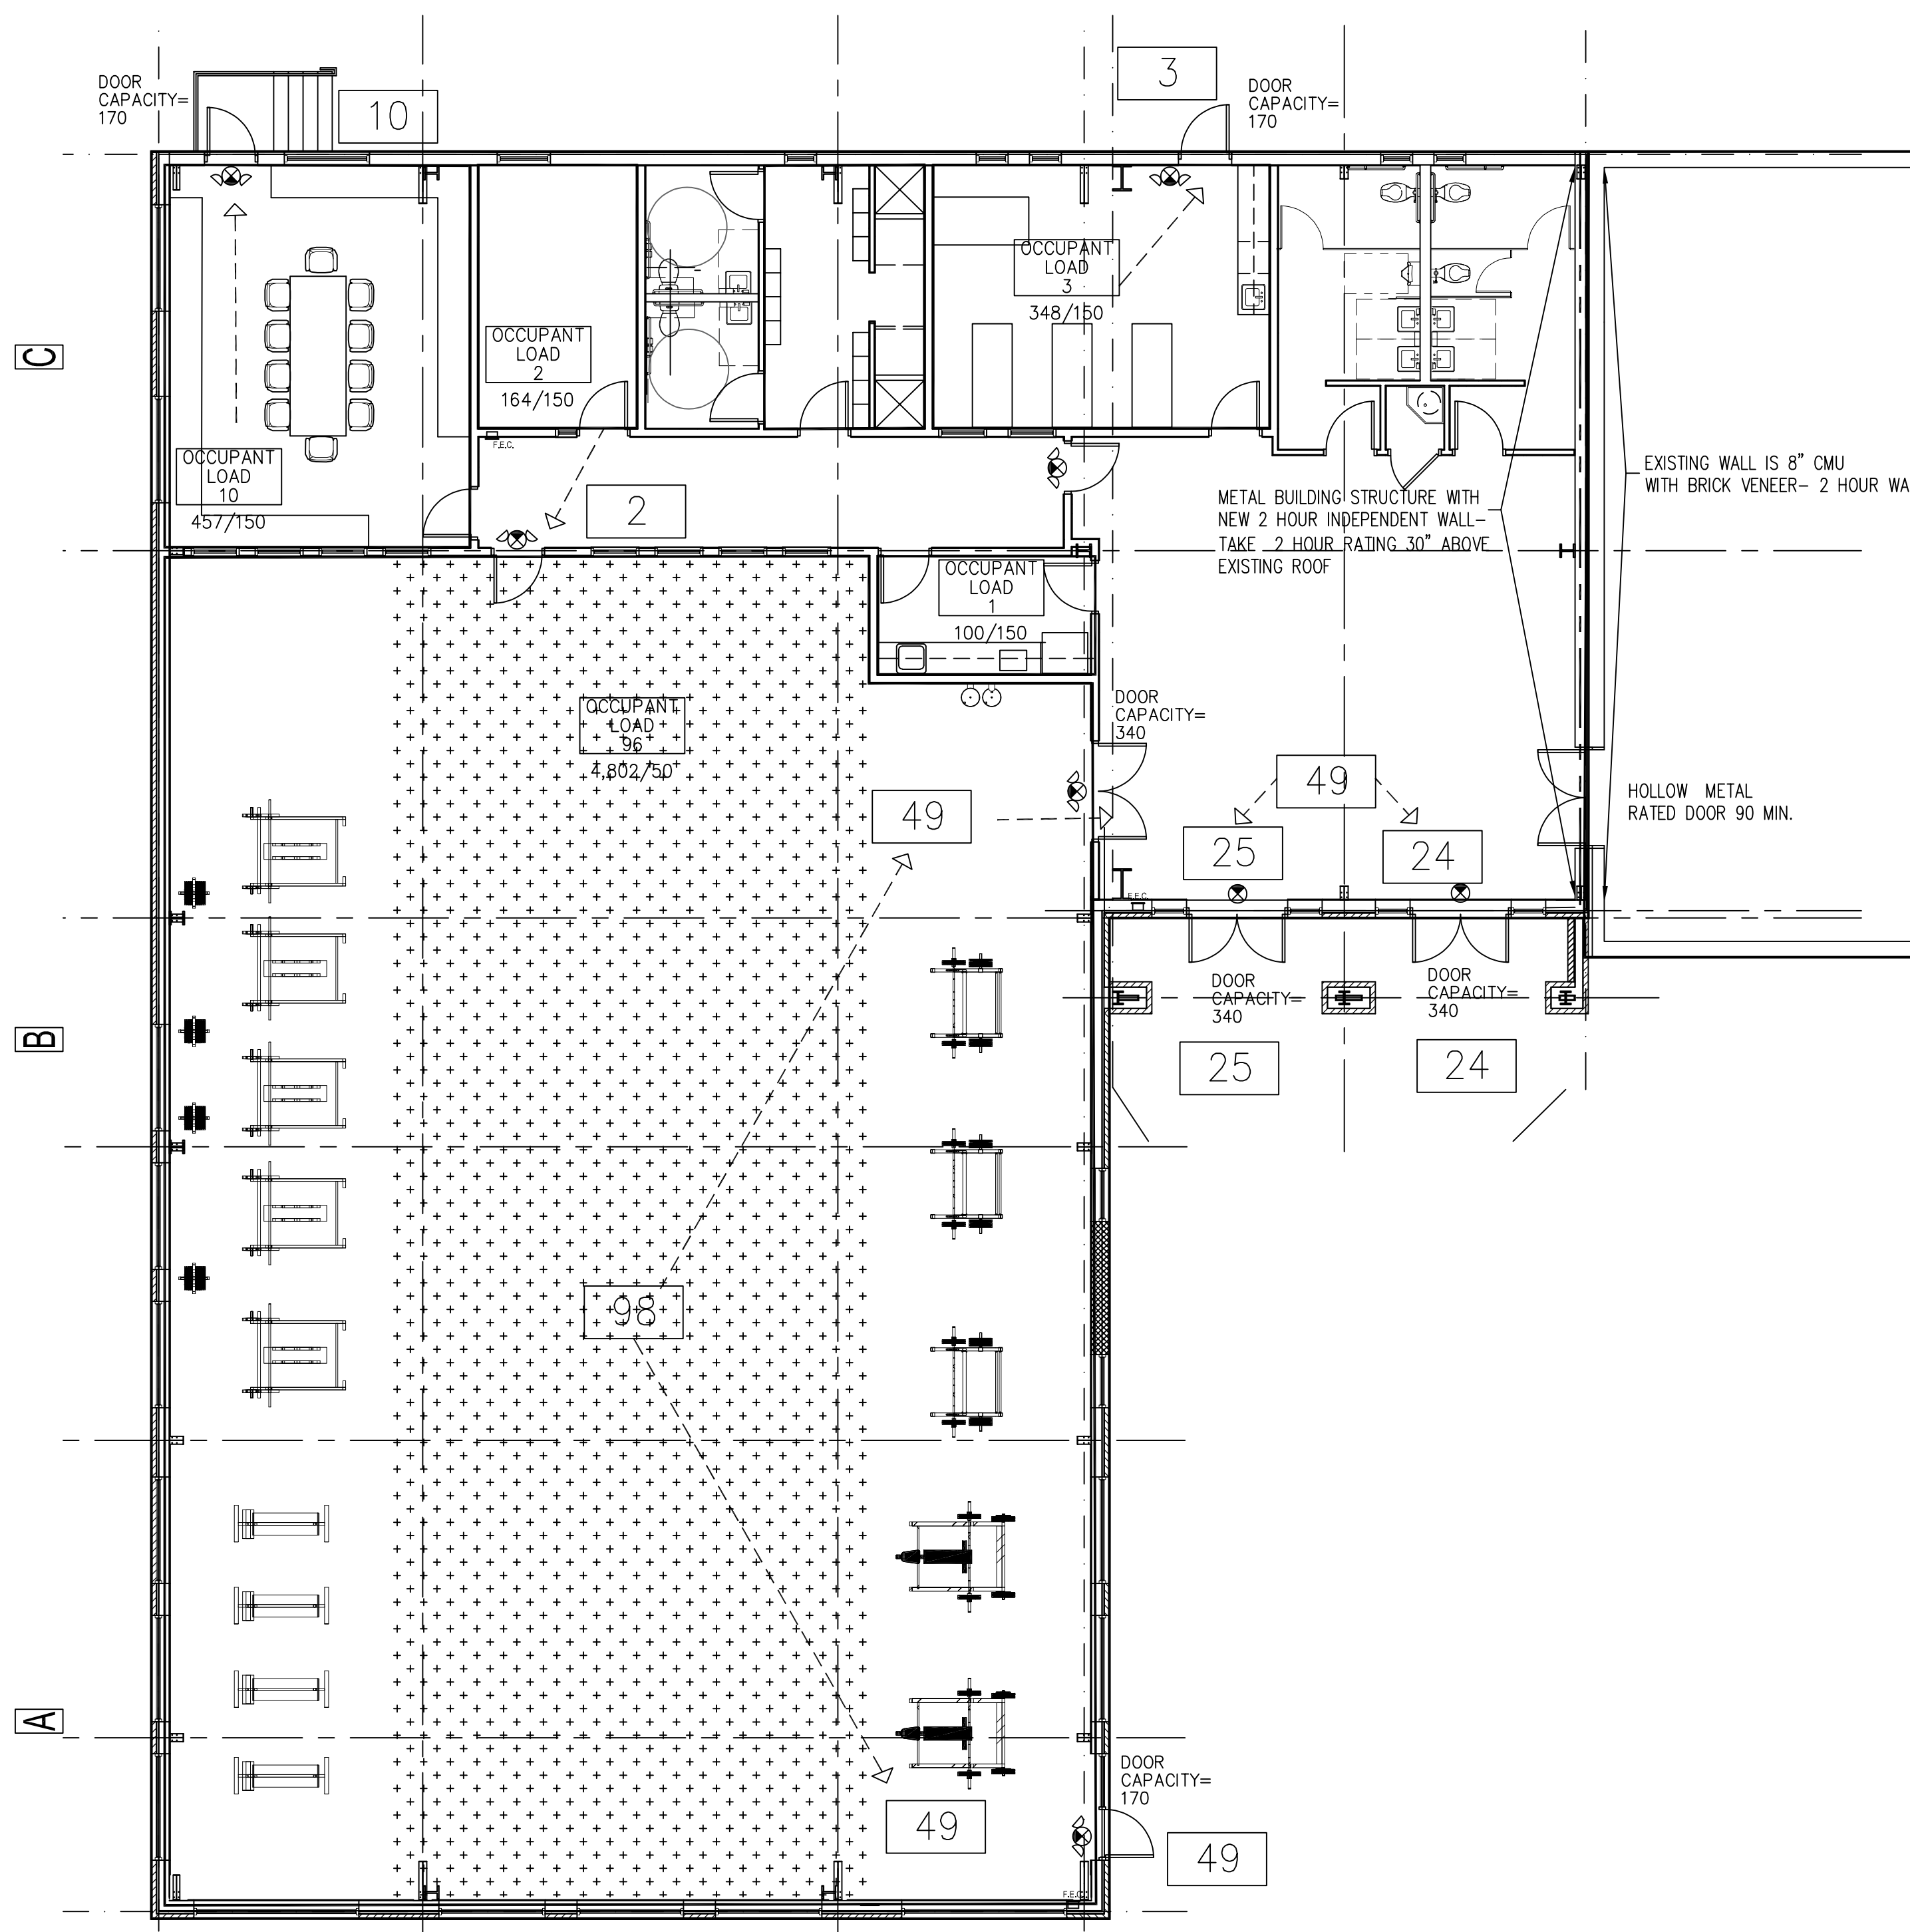 DOOR
CAPACITY=
170
10
3
DOOR
CAPACITY=
170
C
OCCUPANT
LOAD
10
457/150
OCCUPANT
LOAD
2
164/150
F.E.C.
2
OCCUPANT
LOAD
3
348/150
METAL BUILDING STRUCTURE WITH
NEW 2 HOUR INDEPENDENT WALL-
TAKE 2 HOUR RATING 30" ABOVE
EXISTING ROOF
EXISTING WALL IS 8" CMU
WITH BRICK VENEER- 2 HOUR WA
OCCUPANT
LOAD
1
100/150
OCCUPANT
LOAD
96
4,802/50
DOOR
CAPACITY=
340
49
49
25
24
HOLLOW METAL
RATED DOOR 90 MIN.
F.E.C.
B
DOOR
CAPACITY=
340
DOOR
CAPACITY=
340
25
24
98
A
DOOR
CAPACITY=
170
49
49
F.E.C.